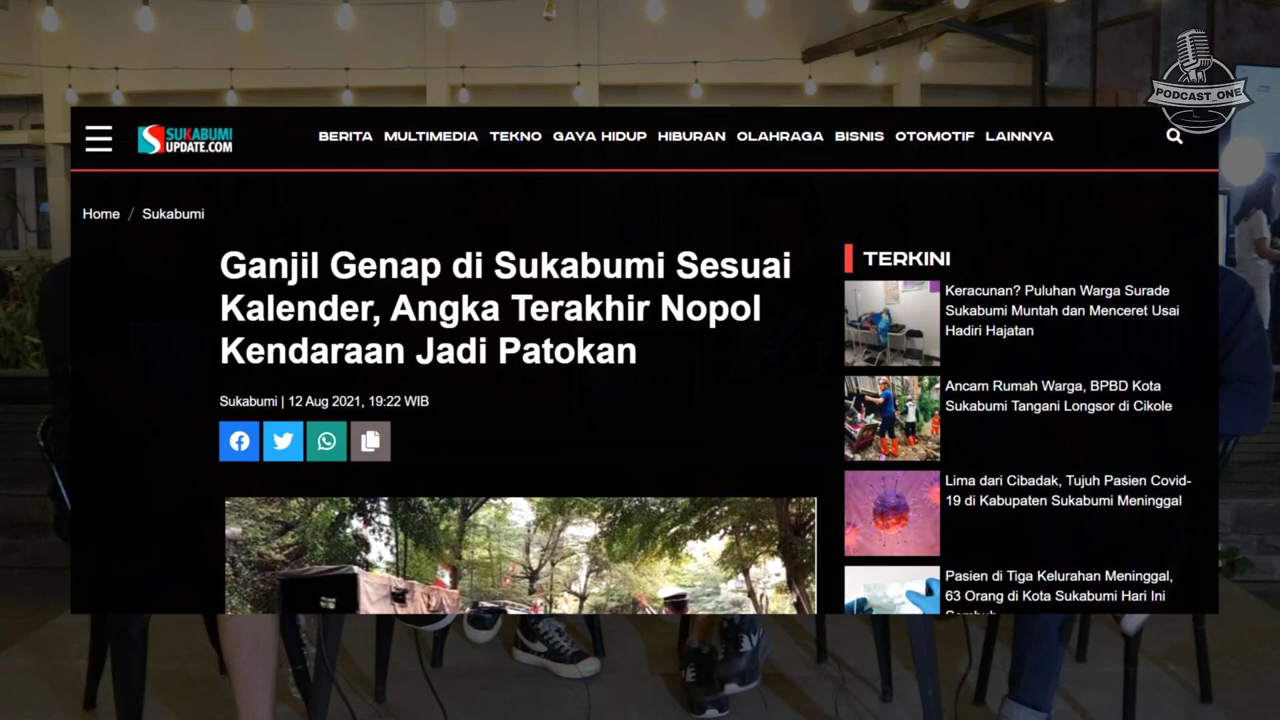 PODCAST_ONE
SUKABUMI
UPDATE.COM
BERITA MULTIMEDIA TEKNO GAYA HIDUP HIBURAN OLAHRAGA BISNIS OTOMOTIF LAINNYA
Home / Sukabumi
Ganjil Genap di Sukabumi Sesuai
Kalender, Angka Terakhir Nopol
Kendaraan Jadi Patokan
Sukabumi | 12 Aug 2021, 19:22 WIB
TERKINI
Keracunan? Puluhan Warga Surade
Sukabumi Muntah dan Menceret Usai
Hadiri Hajatan
Ancam Rumah Warga, BPBD Kota
Sukabumi Tangani Longsor di Cikole
Lima dari Cibadak, Tujuh Pasien Covid-
19 di Kabupaten Sukabumi Meninggal
Pasien di Tiga Kelurahan Meninggal,
63 Orang di Kota Sukabumi Hari Ini